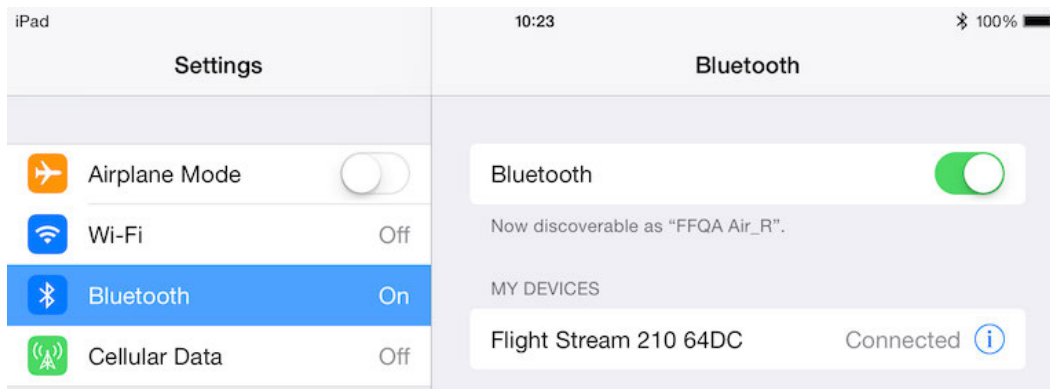 iPad
10:23
100%
Settings
Bluetooth
Airplane Mode
Wi-Fi Off
Bluetooth On
Cellular Data Off
Bluetooth
Now discoverable as “FFQA Air_R”.
MY DEVICES
Flight Stream 210 64DC Connected